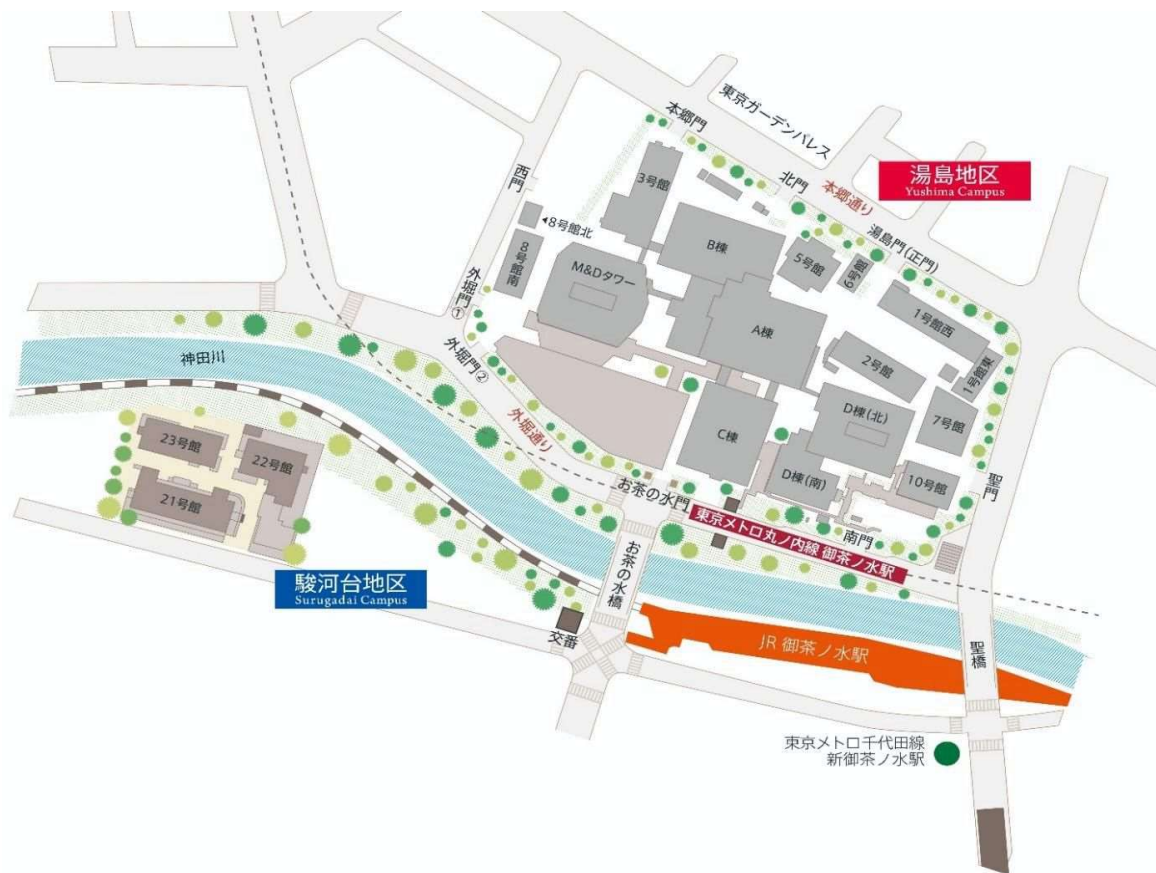 本郷門
東京ガーデンパレス
湯島地区
Yushima Campus
西門
3号館
北門
本郷通り
◀8号館北
B棟
湯島門(正門)
8号館南
M&Dタワー
5号館
6号館
外堀門①
1号館西
A棟
神田川
外堀門②
2号館
1号館東
外堀通り
D棟(北)
7号館
C棟
23号館
22号館
D棟(南)
10号館
聖門
21号館
お茶の水門
東京メトロ丸ノ内線 御茶ノ水駅
南門
駿河台地区
Surugadai Campus
お茶の水橋
交番
JR 御茶ノ水駅
聖橋
東京メトロ千代田線
新御茶ノ水駅